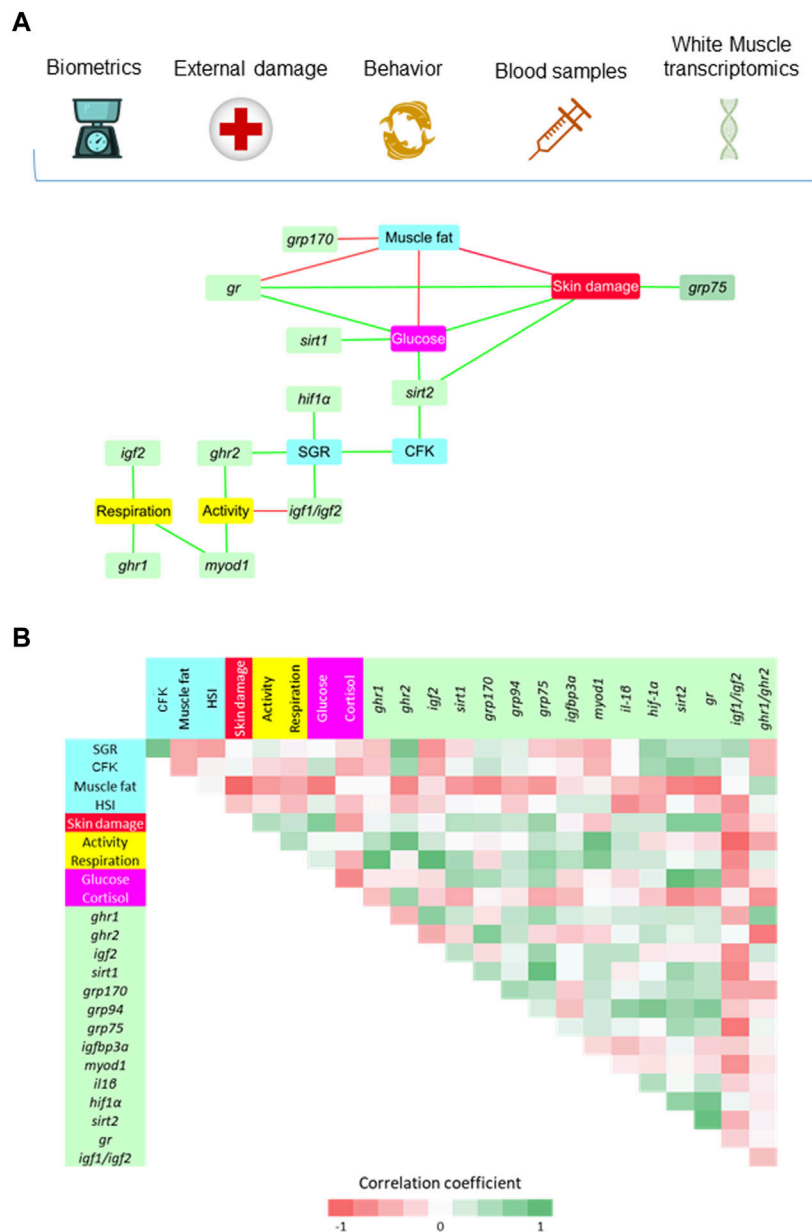 A
Biometrics External damage Behavior Blood samples White Muscle
transcriptomics
grp170 Muscle fat
gr Skin damage grp75
sirt1 Glucose
hif1α sirt2
igf2 ghr2 SGR CFK
Respiration Activity igf1/igf2
ghr1 myod1
B
CFK Muscle fat HSI Skin damage Activity Respiration Glucose Cortisol ghr1 ghr2 igf2 sirt1 grp170 grp94 grp75 igfbp3a myod1 il-1β hif-1α sirt2 gr igf1/igf2 ghr1/ghr2
SGR
CFK
Muscle fat
HSI
Skin damage
Activity
Respiration
Glucose
Cortisol
ghr1
ghr2
igf2
sirt1
grp170
grp94
grp75
igfbp3a
myod1
il1β
hif1α
sirt2
gr
igf1/igf2
Correlation coefficient
-1 0 1